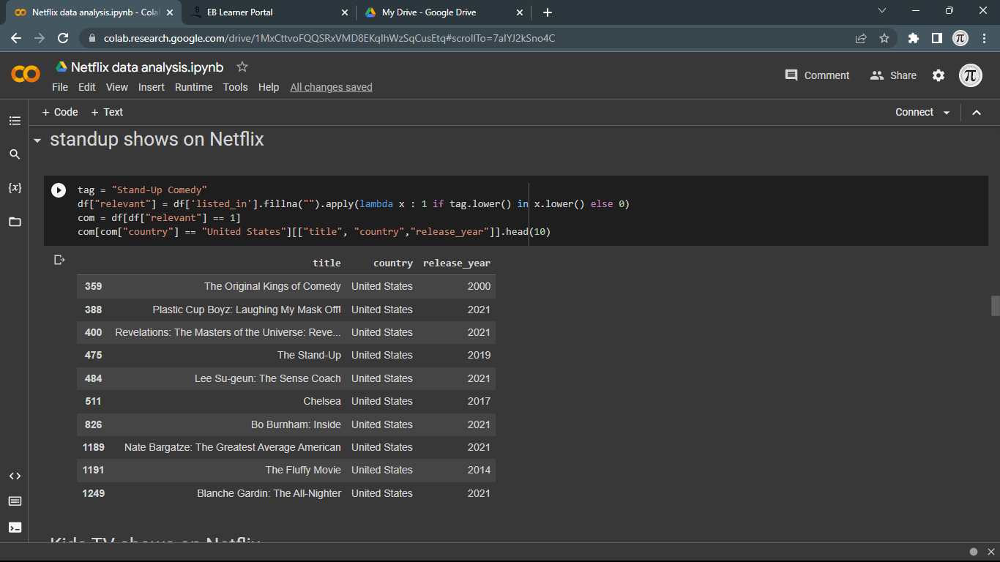 Netflix data analysis.ipynb - Cola
EB Learner Portal
My Drive - Google Drive
colab.research.google.com/drive/1MxCttvoFQQSRxVMD8EKqIhWzSqCusEtq#scrollTo=7aIYJ2kSno4C
Netflix data analysis.ipynb
File Edit View Insert Runtime Tools Help All changes saved
Comment Share
+ Code + Text
Connect
standup shows on Netflix
tag = "Stand-Up Comedy"
df["relevant"] = df['listed_in'].fillna("").apply(lambda x : 1 if tag.lower() in x.lower() else 0)
com = df[df["relevant"] == 1]
com[com["country"] == "United States"][["title", "country","release_year"]].head(10)
title country release_year
359 The Original Kings of Comedy United States 2000
388 Plastic Cup Boyz: Laughing My Mask Off! United States 2021
400 Revelations: The Masters of the Universe: Reve... United States 2021
475 The Stand-Up United States 2019
484 Lee Su-geun: The Sense Coach United States 2021
511 Chelsea United States 2017
826 Bo Burnham: Inside United States 2021
1189 Nate Bargatze: The Greatest Average American United States 2021
1191 The Fluffy Movie United States 2014
1249 Blanche Gardin: The All-Nighter United States 2021
Kids TV shows on Netflix